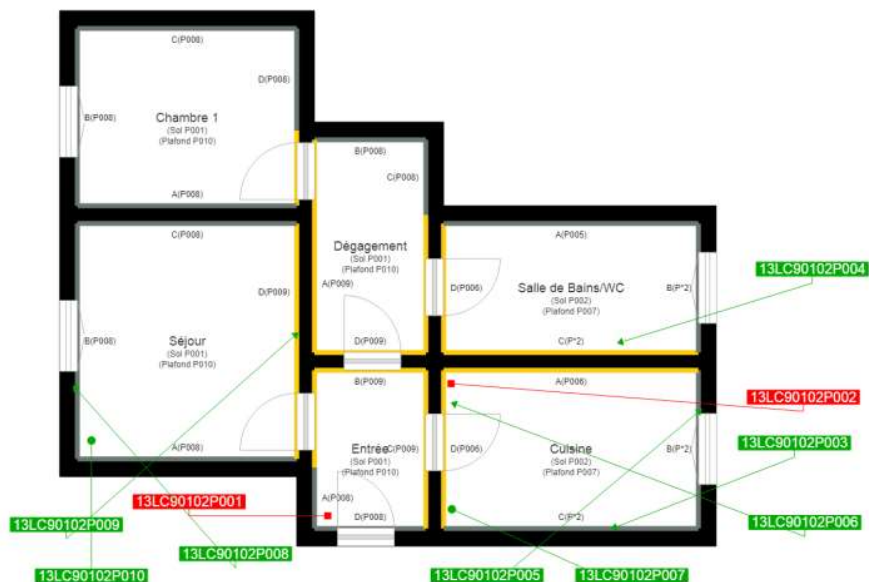 C(P008)
D(P008)
B(P008)
Chambre 1
(Sol P001)
(Plafond P010)
A(P008)
B(P008)
C(P008)
Dégagement
(Sol P001)
(Plafond P010)
A(P009)
D(P009)
C(P008)
D(P009)
B(P008)
Séjour
(Sol P001)
(Plafond P010)
A(P008)
A(P005)
D(P006)
Salle de Bains/WC
(Sol P002)
(Plafond P007)
B(P*2)
C(P*2)
13LC90102P004
B(P009)
C(P009)
Entrée
(Sol P001)
(Plafond P010)
A(P008)
D(P008)
A(P006)
D(P006)
Cuisine
(Sol P002)
(Plafond P007)
B(P*2)
C(P*2)
13LC90102P002
13LC90102P003
13LC90102P001
13LC90102P009
13LC90102P006
13LC90102P008
13LC90102P010
13LC90102P005
13LC90102P007